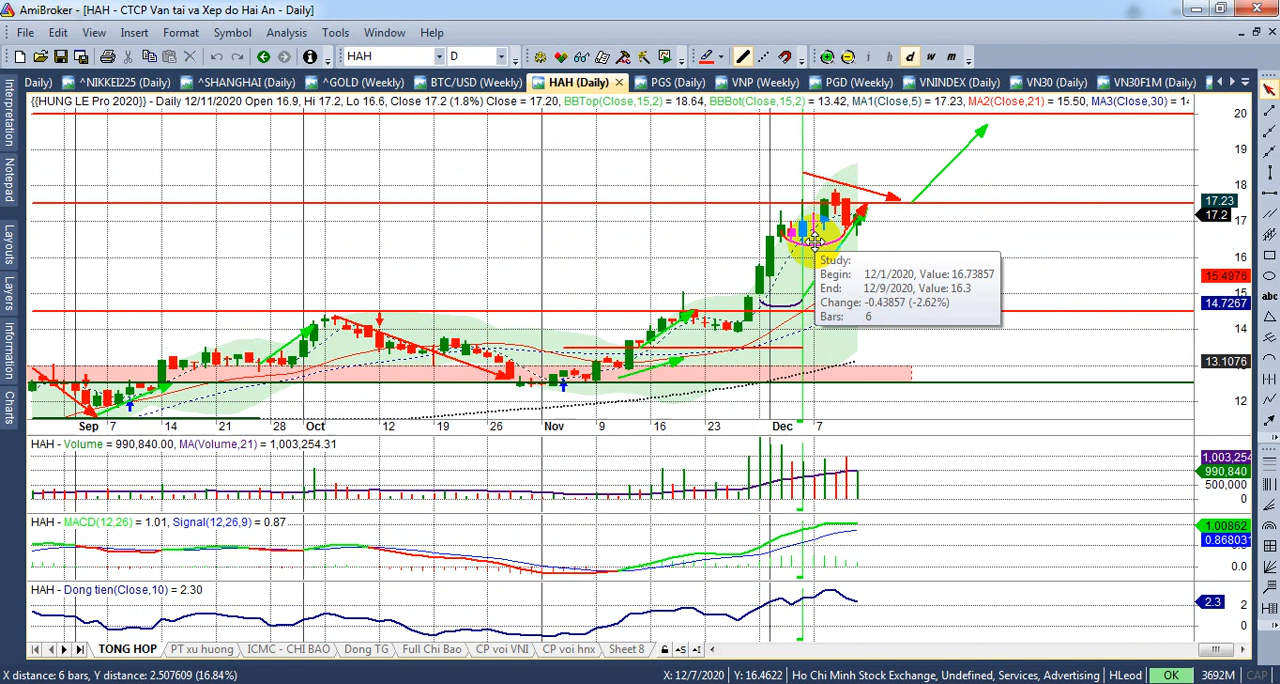 AmiBroker - [HAH - CTCP Van tai va Xep do Hai An - Daily]
File Edit View Insert Format Symbol Analysis Tools Window Help
HAH D
i h d w m
Daily) ^NIKKEI225 (Daily) ^SHANGHAI (Daily) ^GOLD (Weekly) BTC/USD (Weekly) HAH (Daily) PGS (Daily) VNP (Weekly) PGD (Weekly) VNINDEX (Daily) VN30 (Daily) VN30F1M (Daily)
{{HUNG LE Pro 2020}} - Daily 12/11/2020 Open 16.9, Hi 17.2, Lo 16.6, Close 17.2 (1.8%) Close = 17.20, BBTop(Close,15,2) = 18.64, BBBot(Close,15,2) = 13.42, MA1(Close,5) = 17.23, MA2(Close,21) = 15.50, MA3(Close,30) = 14
Interpretation
Notepad
Layouts
Layers
Information
Charts
abc
20
19
18
17.23
17.2
17
16
15.4976
14.7267
14
13.1076
12
Study:
Begin: 12/1/2020, Value: 16.73857
End: 12/9/2020, Value: 16.3
Change: -0.43857 (-2.62%)
Bars: 6
Sep 7 14 21 28 Oct 12 19 26 Nov 9 16 23 Dec 7
HAH - Volume = 990,840.00, MA(Volume,21) = 1,003,254.31
1,003,254
990,840
500,000
0
HAH - MACD(12,26) = 1.01, Signal(12,26,9) = 0.87
1.00862
0.868031
0.0
HAH - Dong tien(Close,10) = 2.30
2.3
2
0
TONG HOP PT xu huong ICMC - CHI BAO Dong TG Full Chi Bao CP voi VNI CP voi hnx Sheet 8
X distance: 6 bars, Y distance: 2.507609 (16.84%) X: 12/7/2020 Y: 16.4622 Ho Chi Minh Stock Exchange, Undefined, Services, Advertising HLeod OK 3692M CAP